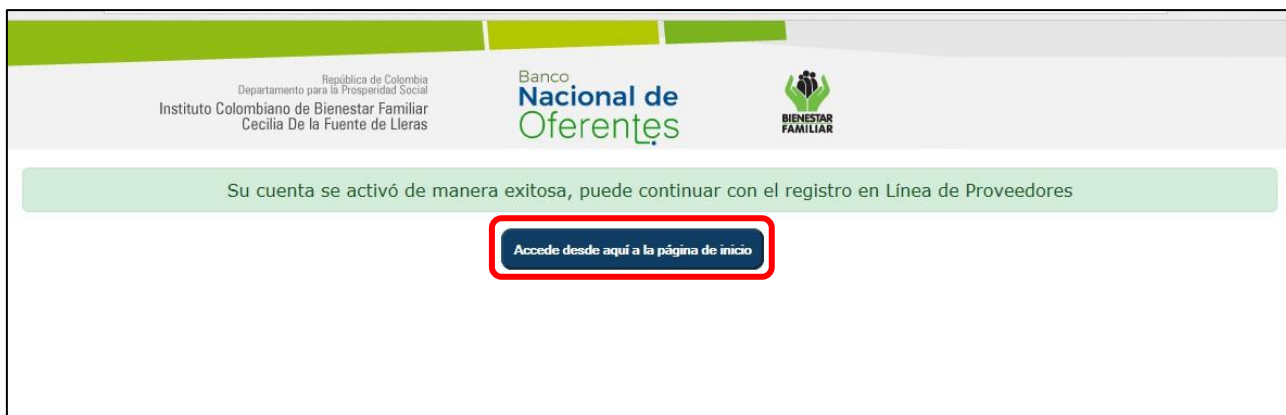 República de Colombia
Departamento para la Prosperidad Social
Instituto Colombiano de Bienestar Familiar
Cecilia De la Fuente de Lleras
Banco
Nacional de
Oferentes
BIENESTAR
FAMILIAR
Su cuenta se activó de manera exitosa, puede continuar con el registro en Línea de Proveedores
Accede desde aquí a la página de inicio